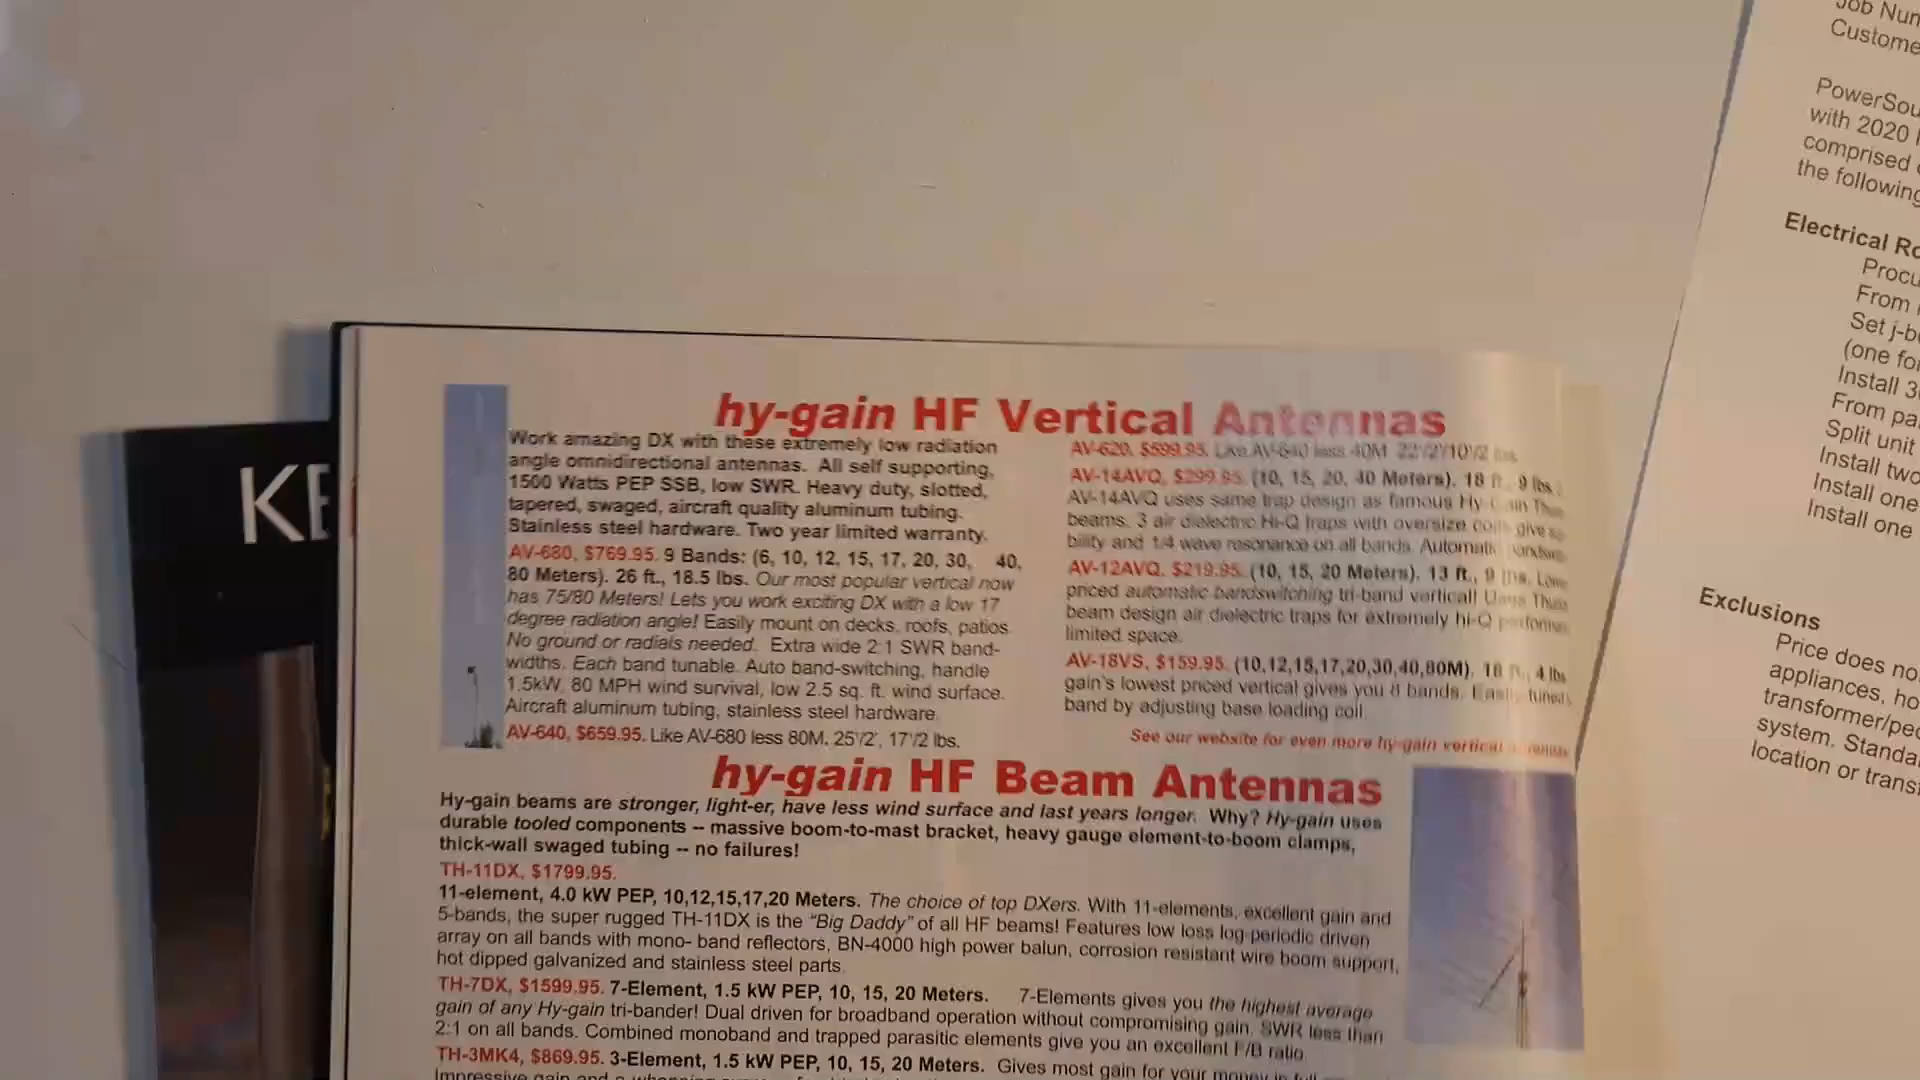 hy-gain HF Vertical Antennas
Work amazing DX with these extremely low radiation
angle omnidirectional antennas. All self supporting,
1500 Watts PEP SSB, low SWR. Heavy duty, slotted,
tapered, swaged, aircraft quality aluminum tubing.
Stainless steel hardware. Two year limited warranty.
AV-680, $769.95. 9 Bands: (6, 10, 12, 15, 17, 20, 30, 40,
80 Meters). 26 ft., 18.5 lbs. Our most popular vertical now
has 75/80 Meters! Lets you work exciting DX with a low 17
degree radiation angle! Easily mount on decks, roofs, patios.
No ground or radials needed. Extra wide 2:1 SWR band-
widths. Each band tunable. Auto band-switching, handle
1.5kW. 80 MPH wind survival, low 2.5 sq. ft. wind surface.
Aircraft aluminum tubing, stainless steel hardware.
AV-640, $659.95. Like AV-680 less 80M. 251/2', 171/2 lbs.
AV-620, $599.95. Like AV-640 less 40M
AV-14AVQ, $299.95. (10, 15, 20, 40 Meters). 18 ft., 9 lbs.
AV-14AVQ uses same trap design as famous Hy-Gain
beams. 3 air dielectric Hi-Q traps with oversize give
bility and 1/4 wave resonance on all bands. Automatic
AV-12AVQ. $219.95. (10, 15, 20 Meters). 13 ft., 9 lbs. Low
priced automatic bandswitching tri-band vertical!
beam design air dielectric traps for extremely hi-Q
limited space.
AV-18VS, $159.95. (10,12,15,17,20,30,40,80M), 18 ft., 4 lbs
gain's lowest priced vertical gives you 8 bands. Easily
band by adjusting base loading coil.
See our website for even more hy-gain vertical
hy-gain HF Beam Antennas
Hy-gain beams are stronger, light-er, have less wind surface and last years longer. Why? Hy-gain uses
durable tooled components -- massive boom-to-mast bracket, heavy gauge element-to-boom clamps,
thick-wall swaged tubing -- no failures!
TH-11DX, $1799.95.
11-element, 4.0 kW PEP, 10,12,15,17,20 Meters. The choice of top DXers. With 11-elements, excellent gain and
5-bands, the super rugged TH-11DX is the "Big Daddy" of all HF beams! Features low loss log-periodic driven
array on all bands with mono- band reflectors, BN-4000 high power balun, corrosion resistant wire boom support,
hot dipped galvanized and stainless steel parts.
TH-7DX, $1599.95. 7-Element, 1.5 kW PEP, 10, 15, 20 Meters. 7-Elements gives you the highest average
gain of any Hy-gain tri-bander! Dual driven for broadband operation without compromising gain. SWR less than
2:1 on all bands. Combined monoband and trapped parasitic elements give you an excellent F/B ratio.
TH-3MK4, $869.95. 3-Element, 1.5 kW PEP, 10, 15, 20 Meters. Gives most gain for your money in
KE
Job Num
Custome
PowerSou
with 2020
comprised
the following
Electrical Ro
Procu
From
Set j-b
(one fo
Install 3
From pa
Split unit
Install two
Install one
Install one
Exclusions
Price does no
appliances, ho
transformer/ped
system. Standa
location or transf